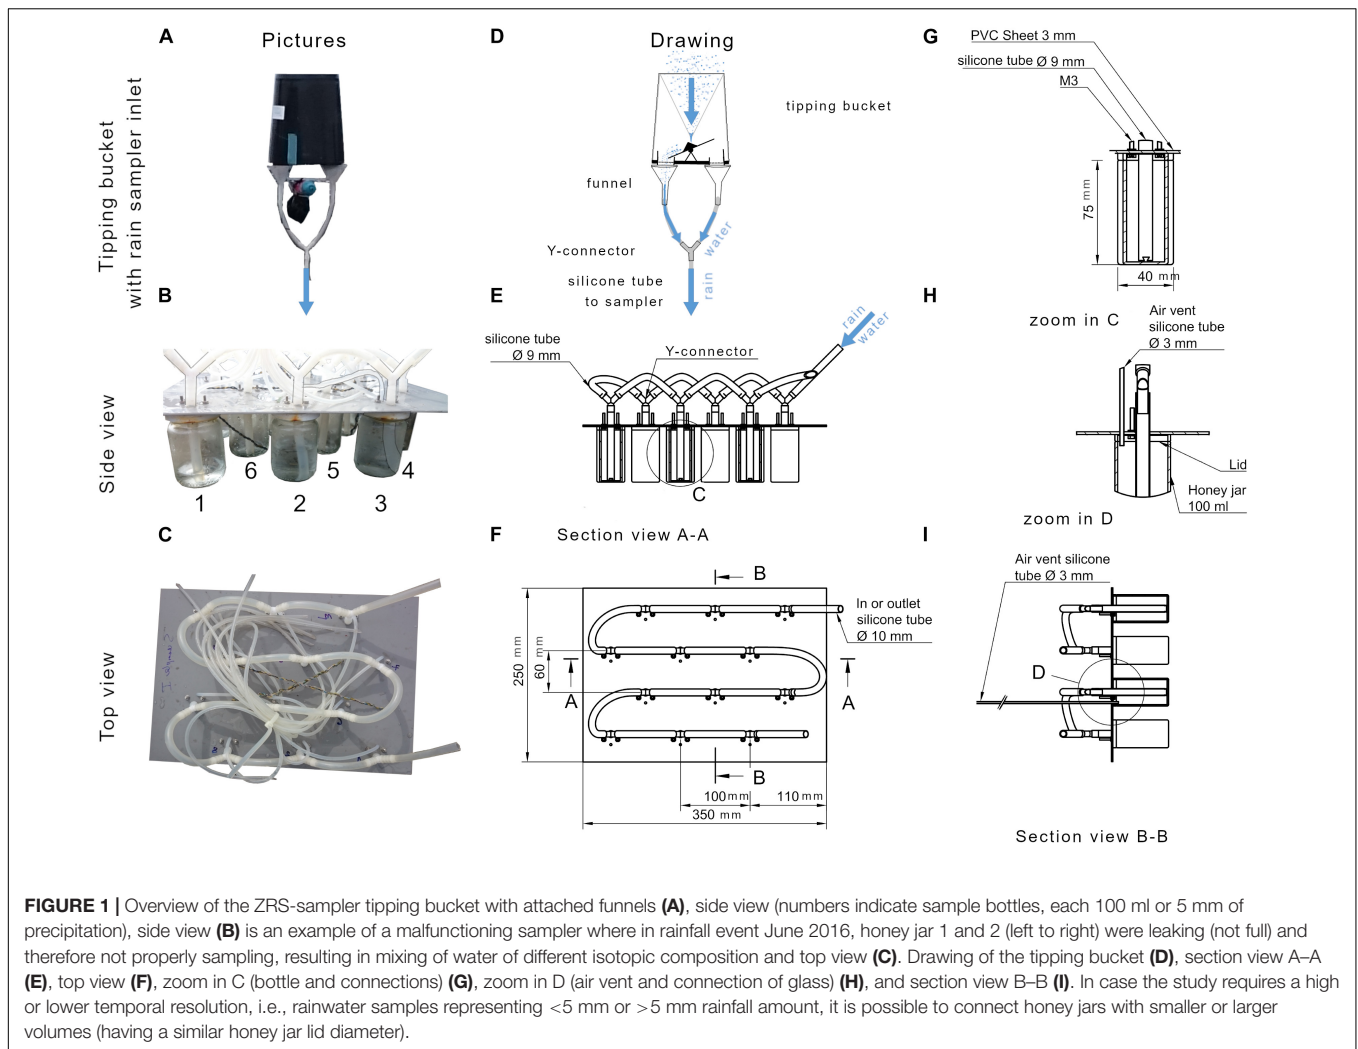 A
Pictures
D
Drawing
G
PVC Sheet 3 mm
silicone tube Ø 9 mm
M3
75 mm
40 mm
Tipping bucket
with rain sampler inlet
tipping bucket
funnel
Y-connector
silicone tube
to sampler
rain water
B
E
H
zoom in C
silicone tube
Ø 9 mm
Y-connector
rain
water
Air vent
silicone tube
Ø 3 mm
Side view
1
6
2
5
3
4
C
Lid
Honey jar
100 ml
zoom in D
C
F
Section view A-A
I
Top view
B
In or outlet
silicone tube
Ø 10 mm
250 mm
60 mm
A
A
B
100 mm
110 mm
350 mm
Air vent silicone
tube Ø 3 mm
D
Section view B-B
FIGURE 1 | Overview of the ZRS-sampler tipping bucket with attached funnels (A), side view (numbers indicate sample bottles, each 100 ml or 5 mm of
precipitation), side view (B) is an example of a malfunctioning sampler where in rainfall event June 2016, honey jar 1 and 2 (left to right) were leaking (not full) and
therefore not properly sampling, resulting in mixing of water of different isotopic composition and top view (C). Drawing of the tipping bucket (D), section view A–A
(E), top view (F), zoom in C (bottle and connections) (G), zoom in D (air vent and connection of glass) (H), and section view B–B (I). In case the study requires a high
or lower temporal resolution, i.e., rainwater samples representing <5 mm or >5 mm rainfall amount, it is possible to connect honey jars with smaller or larger
volumes (having a similar honey jar lid diameter).